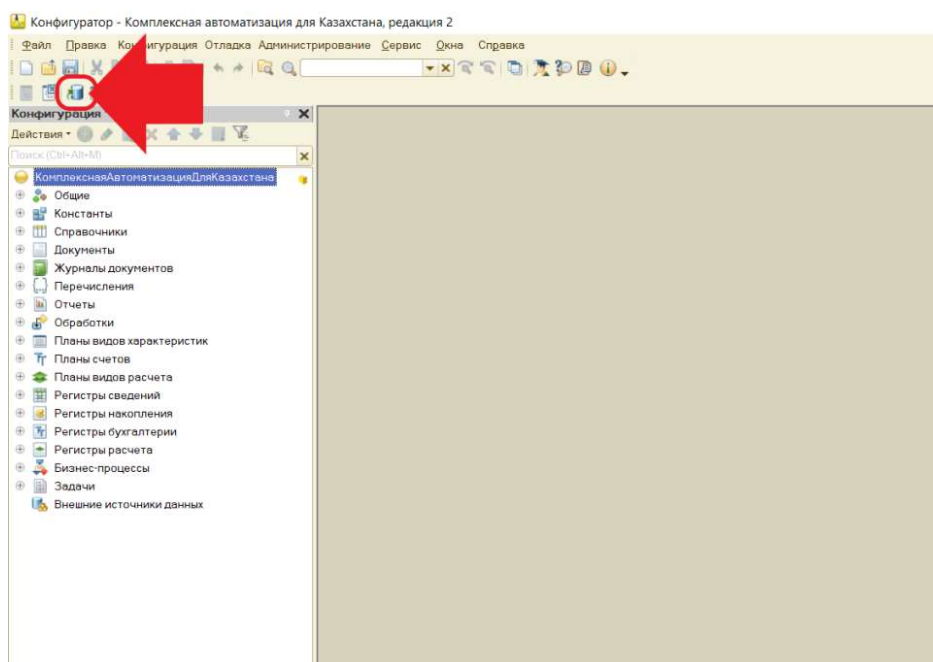 Конфигуратор - Комплексная автоматизация для Казахстана, редакция 2
Файл Правка Конфигурация Отладка Администрирование Сервис Окна Справка
Конфигурация
Действия
Поиск (Ctrl+Alt+M)
КомплекснаяАвтоматизацияДляКазахстана
Общие
Константы
Справочники
Документы
Журналы документов
Перечисления
Отчеты
Обработки
Планы видов характеристик
Планы счетов
Планы видов расчета
Регистры сведений
Регистры накопления
Регистры бухгалтерии
Регистры расчета
Бизнес-процессы
Задачи
Внешние источники данных